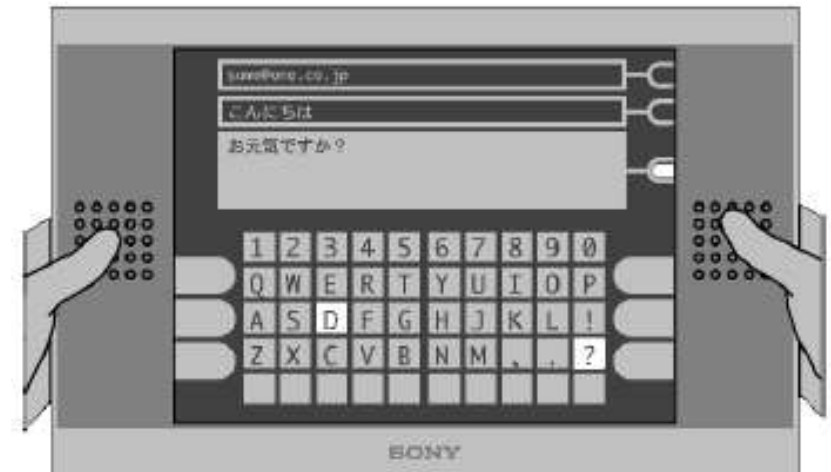 こんにちは
お元気ですか？
1 2 3 4 5 6 7 8 9 0
Q W E R T Y U I O P
A S D F G H J K L !
Z X C V B N M 、 . ?
SONY